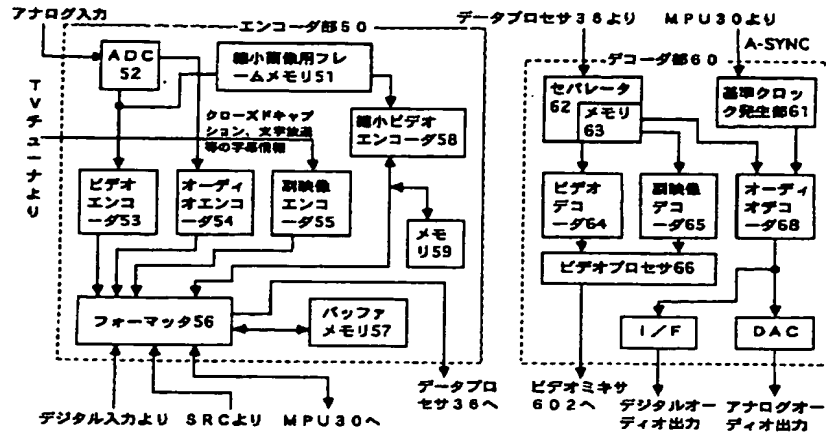 アナログ入力
エンコーダ部50
ADC
52
縮小画像用フレ
ームメモリ51
TVチューナより
クローズドキャプ
ション、文字放送
等の字幕情報
縮小ビデオ
エンコーダ58
ビデオ
エンコ
ーダ53
オーデ
ィオエンコ
ーダ54
副映像
エンコ
ーダ55
メモ
リ59
フォーマッタ56
バッファ
メモリ57
デジタル入力より
SRCより
MPU30へ
データプロ
セサ36へ
データプロセサ36より
MPU30より
A-SYNC
デコーダ部60
セパレータ
62
メモリ
63
基準クロッ
ク発生部61
ビデオ
デコ
ーダ64
副映像
デコ
ーダ65
オーディ
オデコ
ーダ68
ビデオプロセサ66
I/F
DAC
ビデオミキサ
602へ
デジタルオー
ディオ出力
アナログオー
ディオ出力